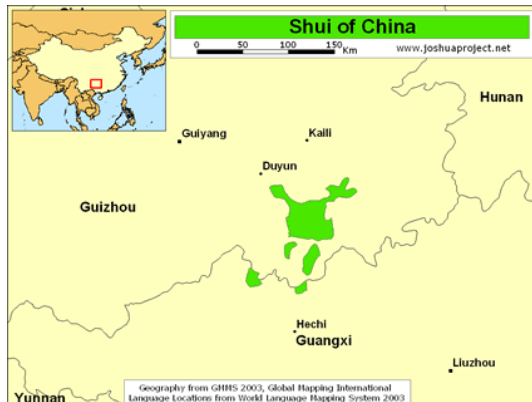 Shui of China
0 50 100 150
Km
www.joshuaproject.net
Hunan
Guiyang
Kaili
Duyun
Guizhou
Hechi
Guangxi
Liuzhou
Yunnan
Geography from GMMS 2003, Global Mapping International
Language Locations from World Language Mapping System 2003